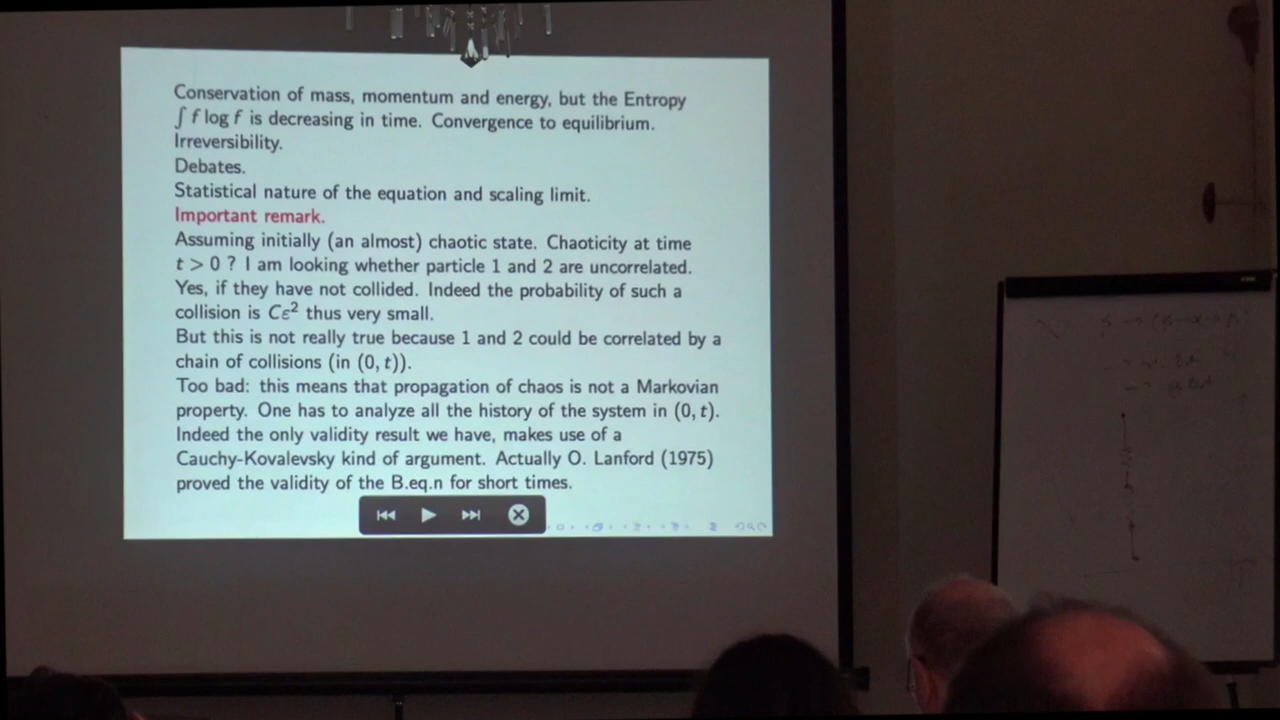 Conservation of mass, momentum and energy, but the Entropy
∫ f log f is decreasing in time. Convergence to equilibrium.
Irreversibility.
Debates.
Statistical nature of the equation and scaling limit.
Important remark.
Assuming initially (an almost) chaotic state. Chaoticity at time
t > 0 ? I am looking whether particle 1 and 2 are uncorrelated.
Yes, if they have not collided. Indeed the probability of such a
collision is Cε² thus very small.
But this is not really true because 1 and 2 could be correlated by a
chain of collisions (in (0, t)).
Too bad: this means that propagation of chaos is not a Markovian
property. One has to analyze all the history of the system in (0, t).
Indeed the only validity result we have, makes use of a
Cauchy-Kovalevsky kind of argument. Actually O. Lanford (1975)
proved the validity of the B.eq.n for short times.